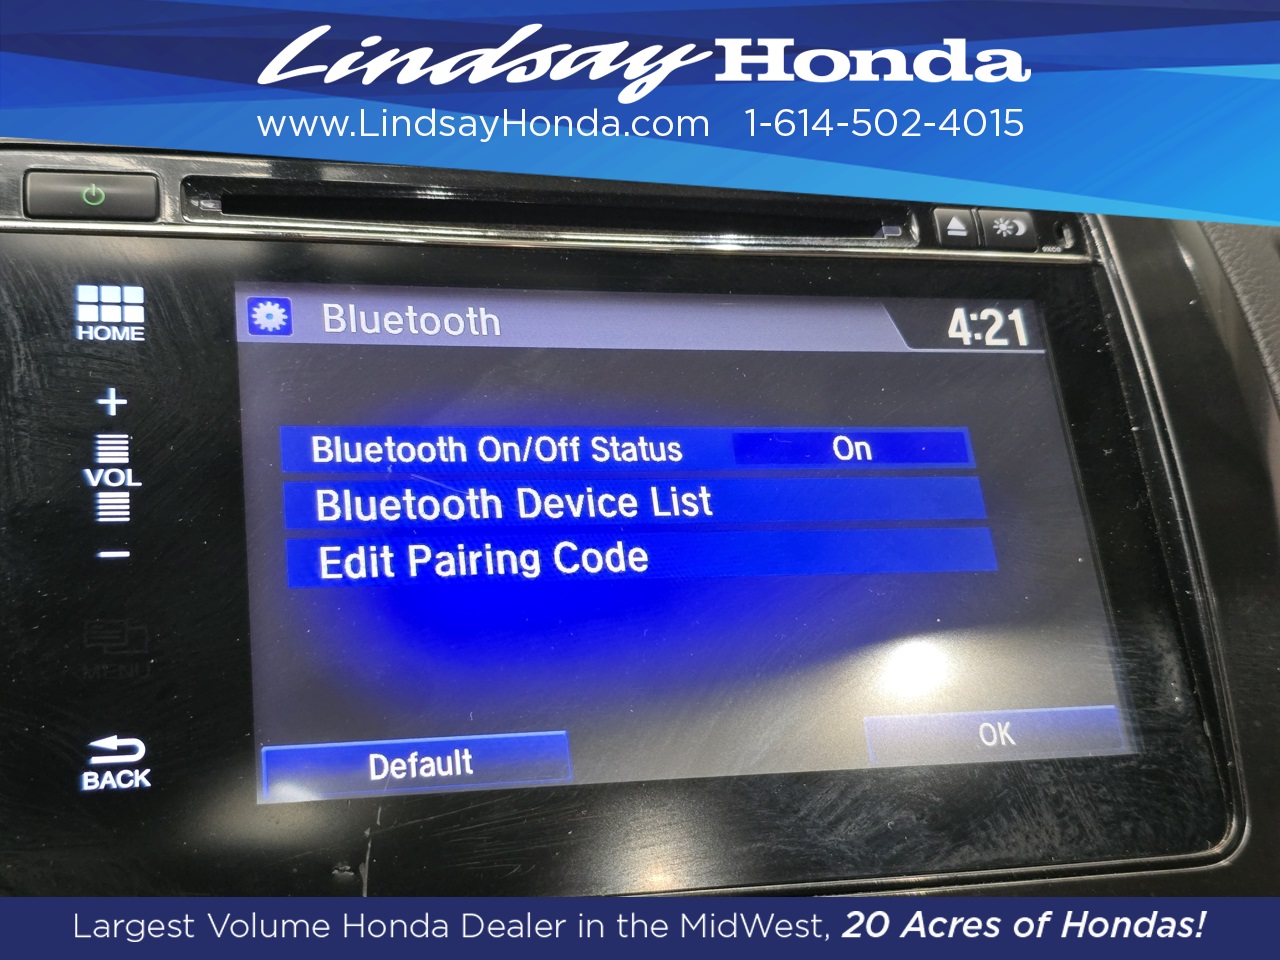 Lindsay Honda
www.LindsayHonda.com 1-614-502-4015
HOME
Bluetooth 4:21
+
VOL
−
Bluetooth On/Off Status On
Bluetooth Device List
Edit Pairing Code
MENU
BACK
Default OK
Largest Volume Honda Dealer in the MidWest, 20 Acres of Hondas!